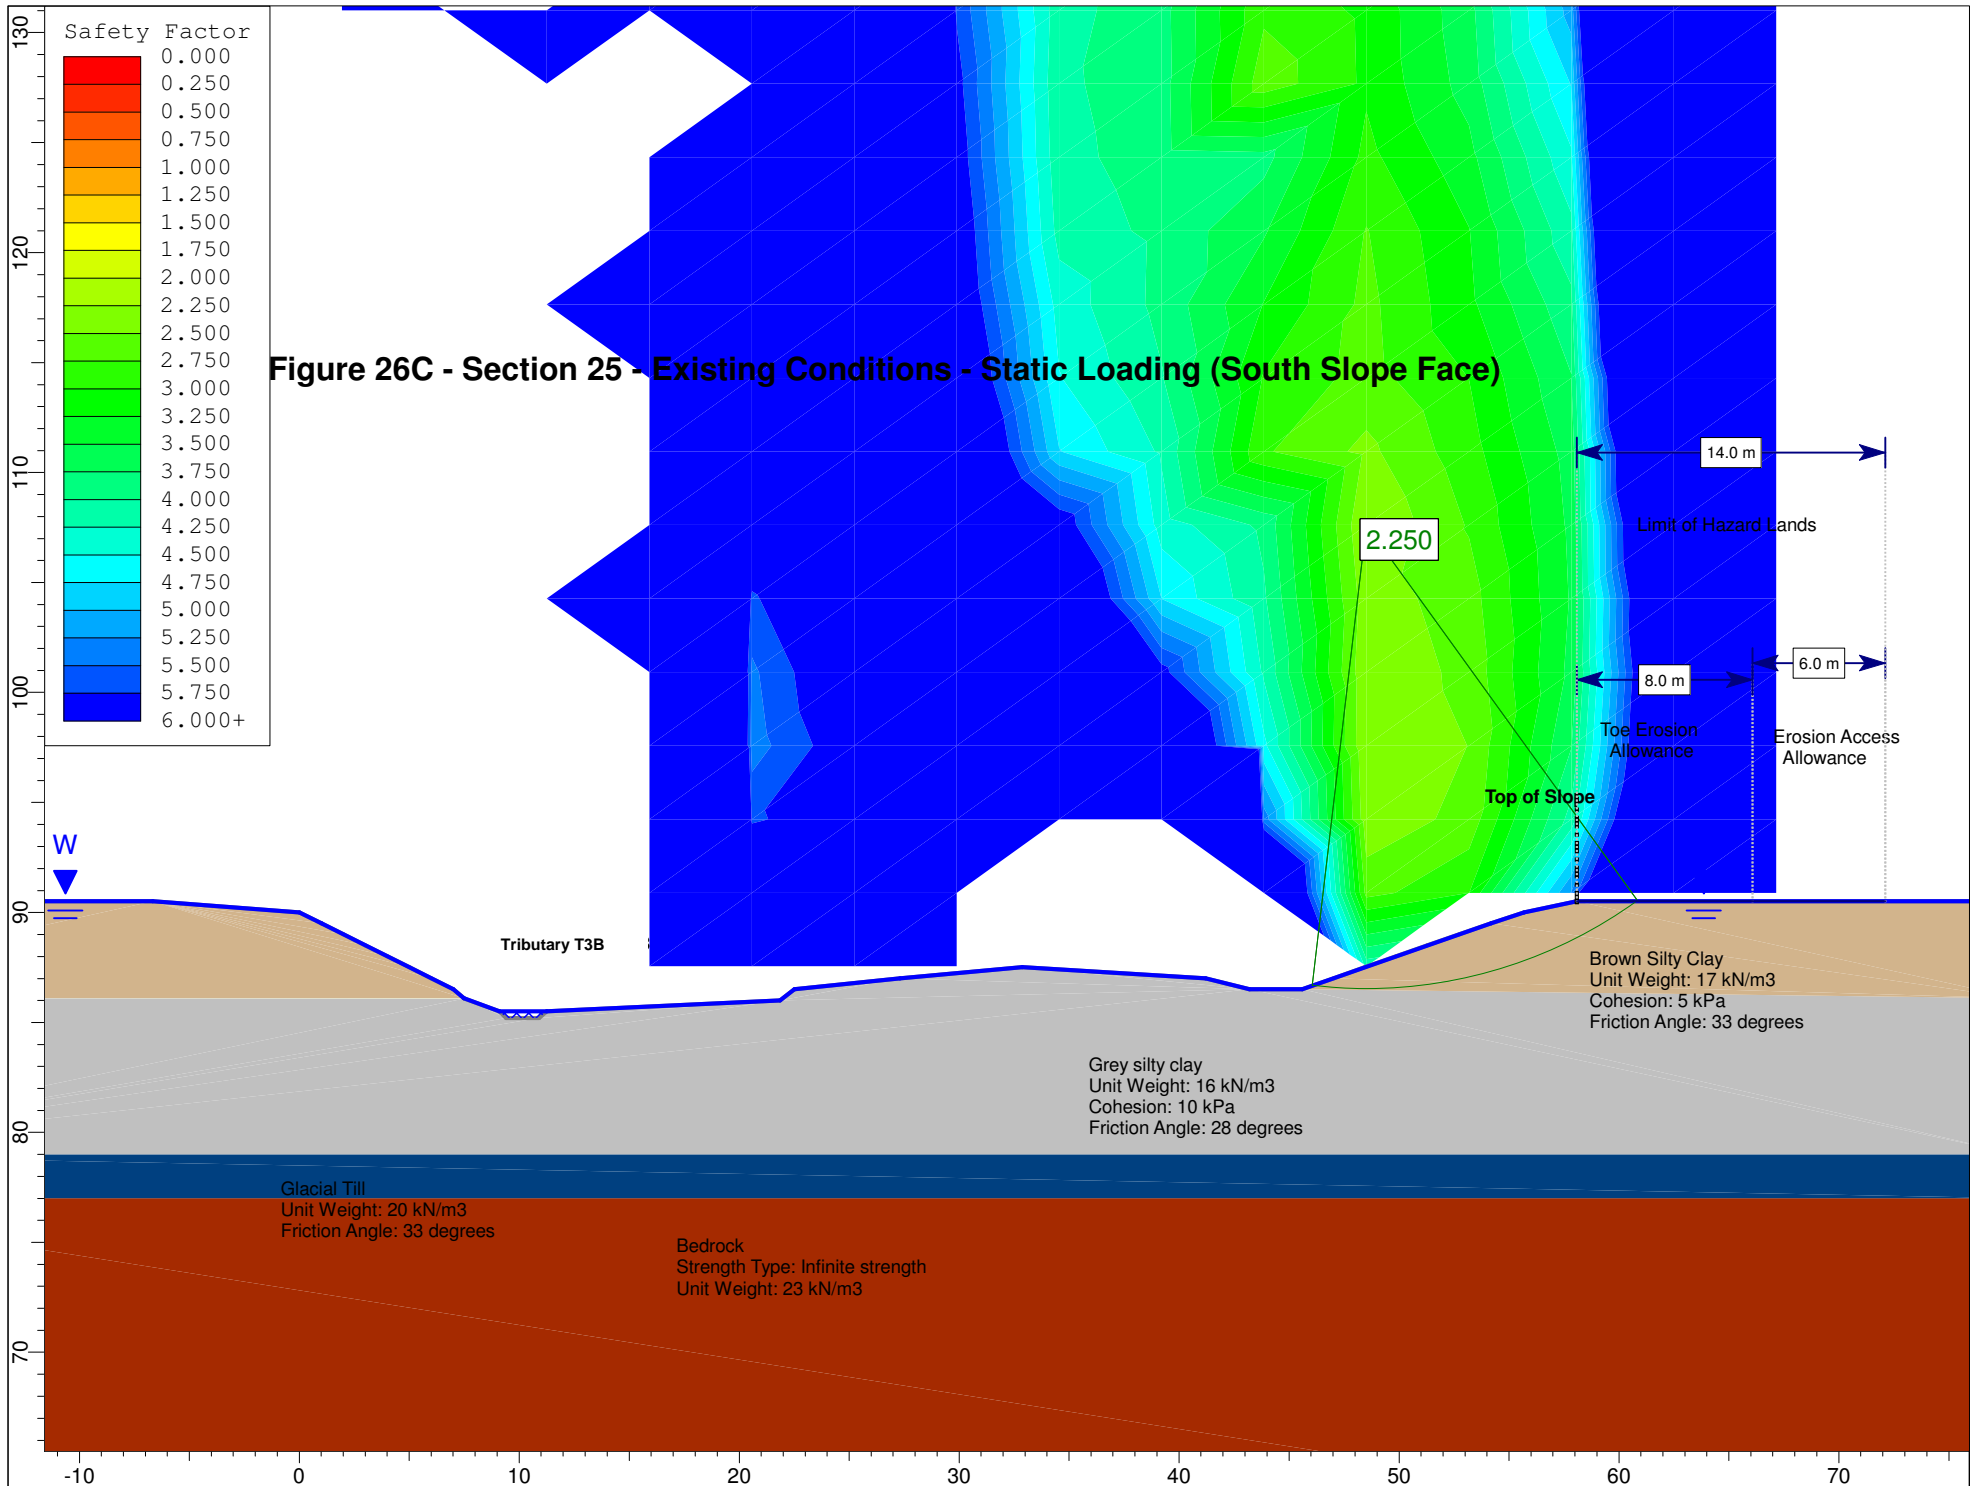 Safety Factor
0.000
0.250
0.500
0.750
1.000
1.250
1.500
1.750
2.000
2.250
2.500
2.750
3.000
3.250
3.500
3.750
4.000
4.250
4.500
4.750
5.000
5.250
5.500
5.750
6.000+
Figure 26C - Section 25 - Existing Conditions - Static Loading (South Slope Face)
14.0 m
Limit of Hazard Lands
2.250
6.0 m
8.0 m
Toe Erosion
Allowance
Erosion Access
Allowance
Top of Slope
W
Tributary T3B
Brown Silty Clay
Unit Weight: 17 kN/m3
Cohesion: 5 kPa
Friction Angle: 33 degrees
Grey silty clay
Unit Weight: 16 kN/m3
Cohesion: 10 kPa
Friction Angle: 28 degrees
Glacial Till
Unit Weight: 20 kN/m3
Friction Angle: 33 degrees
Bedrock
Strength Type: Infinite strength
Unit Weight: 23 kN/m3
130
120
110
100
90
80
70
-10 0 10 20 30 40 50 60 70